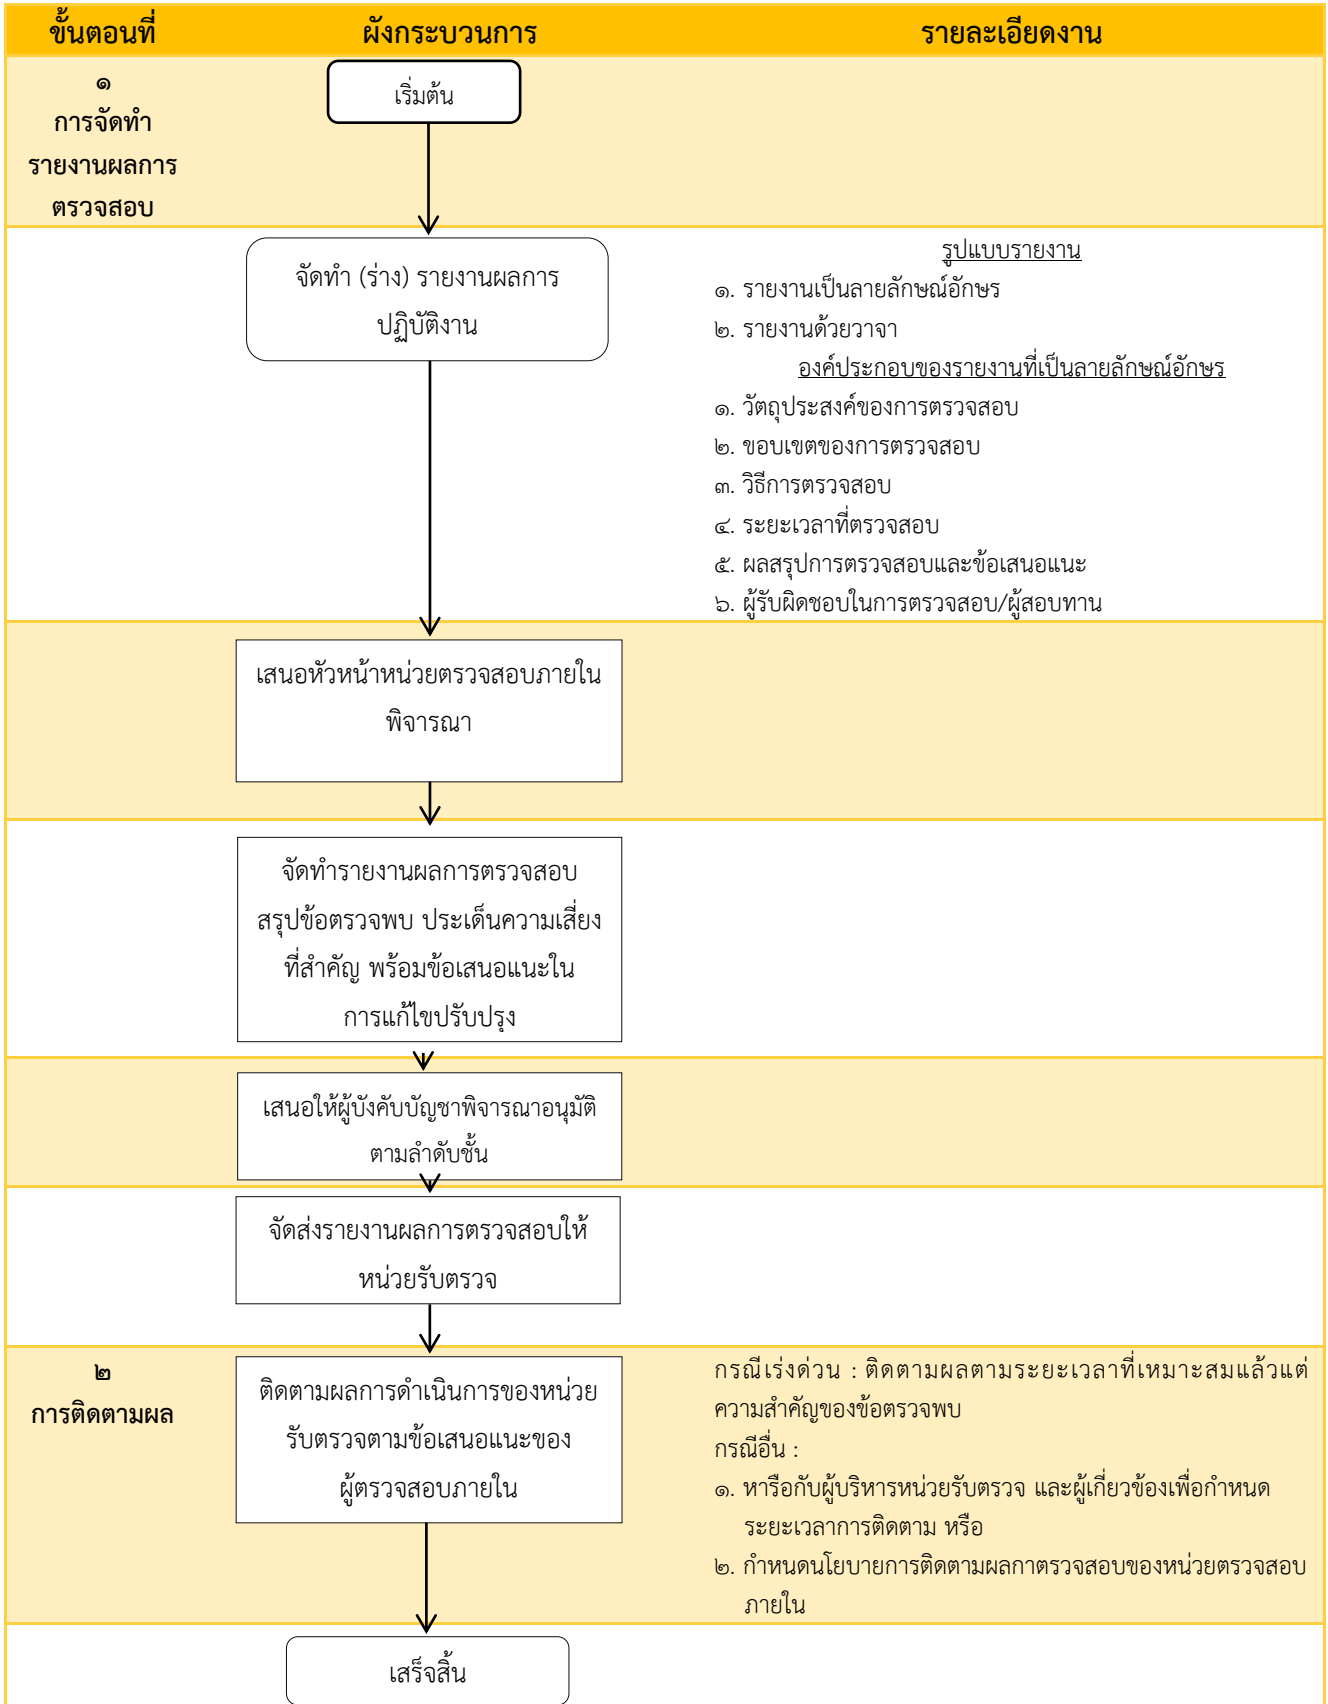 ขั้นตอนที่ ผังกระบวนการ รายละเอียดงาน
๑
การจัดทำ
รายงานผลการ
ตรวจสอบ
เริ่มต้น
จัดทำ (ร่าง) รายงานผลการ
ปฏิบัติงาน
รูปแบบรายงาน
๑. รายงานเป็นลายลักษณ์อักษร
๒. รายงานด้วยวาจา
องค์ประกอบของรายงานที่เป็นลายลักษณ์อักษร
๑. วัตถุประสงค์ของการตรวจสอบ
๒. ขอบเขตของการตรวจสอบ
๓. วิธีการตรวจสอบ
๔. ระยะเวลาที่ตรวจสอบ
๕. ผลสรุปการตรวจสอบและข้อเสนอแนะ
๖. ผู้รับผิดชอบในการตรวจสอบ/ผู้สอบทาน
เสนอหัวหน้าหน่วยตรวจสอบภายใน
พิจารณา
จัดทำรายงานผลการตรวจสอบ
สรุปข้อตรวจพบ ประเด็นความเสี่ยง
ที่สำคัญ พร้อมข้อเสนอแนะใน
การแก้ไขปรับปรุง
เสนอให้ผู้บังคับบัญชาพิจารณาอนุมัติ
ตามลำดับชั้น
จัดส่งรายงานผลการตรวจสอบให้
หน่วยรับตรวจ
๒
การติดตามผล
ติดตามผลการดำเนินการของหน่วย
รับตรวจตามข้อเสนอแนะของ
ผู้ตรวจสอบภายใน
กรณีเร่งด่วน : ติดตามผลตามระยะเวลาที่เหมาะสมแล้วแต่
ความสำคัญของข้อตรวจพบ
กรณีอื่น :
๑. หารือกับผู้บริหารหน่วยรับตรวจ และผู้เกี่ยวข้องเพื่อกำหนด
ระยะเวลาการติดตาม หรือ
๒. กำหนดนโยบายการติดตามผลกาตรวจสอบของหน่วยตรวจสอบ
ภายใน
เสร็จสิ้น